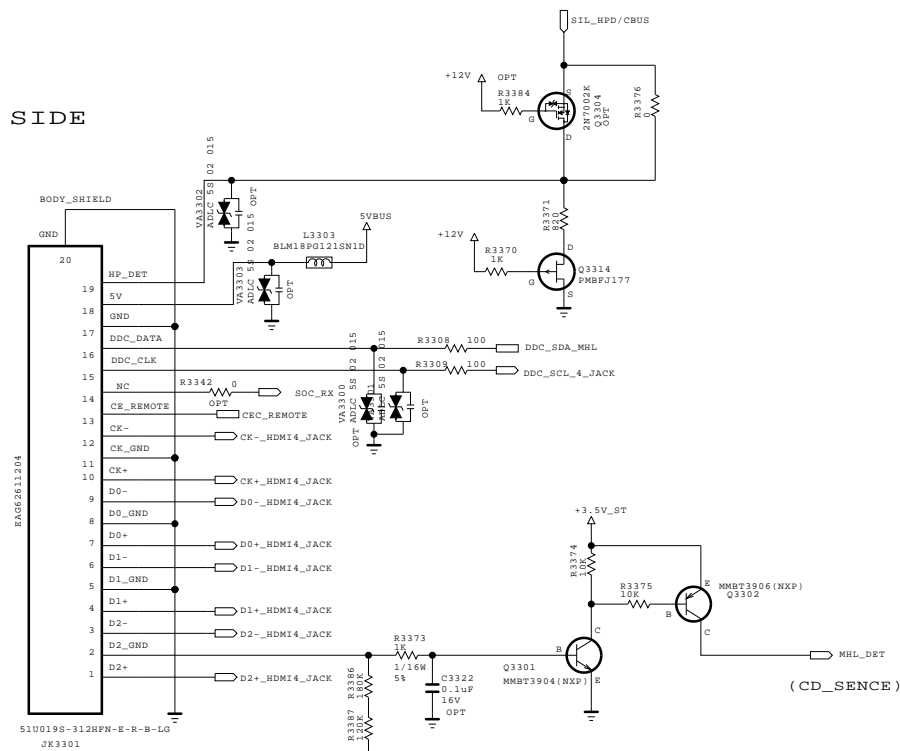 SIL_HPD/CBUS
+12V
OPT
R3384
1K
G
S
D
2N7002K
Q3304
OPT
R3376
0
SIDE
BODY_SHIELD
GND
20
VA3302
ADLC 5S 02 015
OPT
L3303
BLM18PG121SN1D
5VBUS
VA3303
ADLC 5S 02 015
OPT
R3371
820
+12V
R3370
1K
G
D
S
Q3314
PMBFJ177
HP_DET
19
5V
18
GND
17
DDC_DATA
16
DDC_CLK
15
NC
14
CE_REMOTE
13
CK-
12
CK_GND
11
CK+
10
D0-
9
D0_GND
8
D0+
7
D1-
6
D1_GND
5
D1+
4
D2-
3
D2_GND
2
D2+
1
EAG62611204
R3308 100
DDC_SDA_MHL
R3309 100
DDC_SCL_4_JACK
R3342 0
OPT
SOC_RX
VA3300
ADLC 5S 02 015
OPT
ADLC 5S 02 015
OPT
CEC_REMOTE
CK-_HDMI4_JACK
CK+_HDMI4_JACK
D0-_HDMI4_JACK
D0+_HDMI4_JACK
D1-_HDMI4_JACK
D1+_HDMI4_JACK
D2-_HDMI4_JACK
D2+_HDMI4_JACK
+3.5V_ST
R3374
10K
R3375
10K
MMBT3906(NXP)
Q3302
E
B
C
R3373
1K
1/16W
5%
C3322
0.1uF
16V
OPT
R3386
180K
R3387
120K
B
C
E
Q3301
MMBT3904(NXP)
MHL_DET
(CD_SENCE)
51U019S-312HFN-E-R-B-LG
JK3301